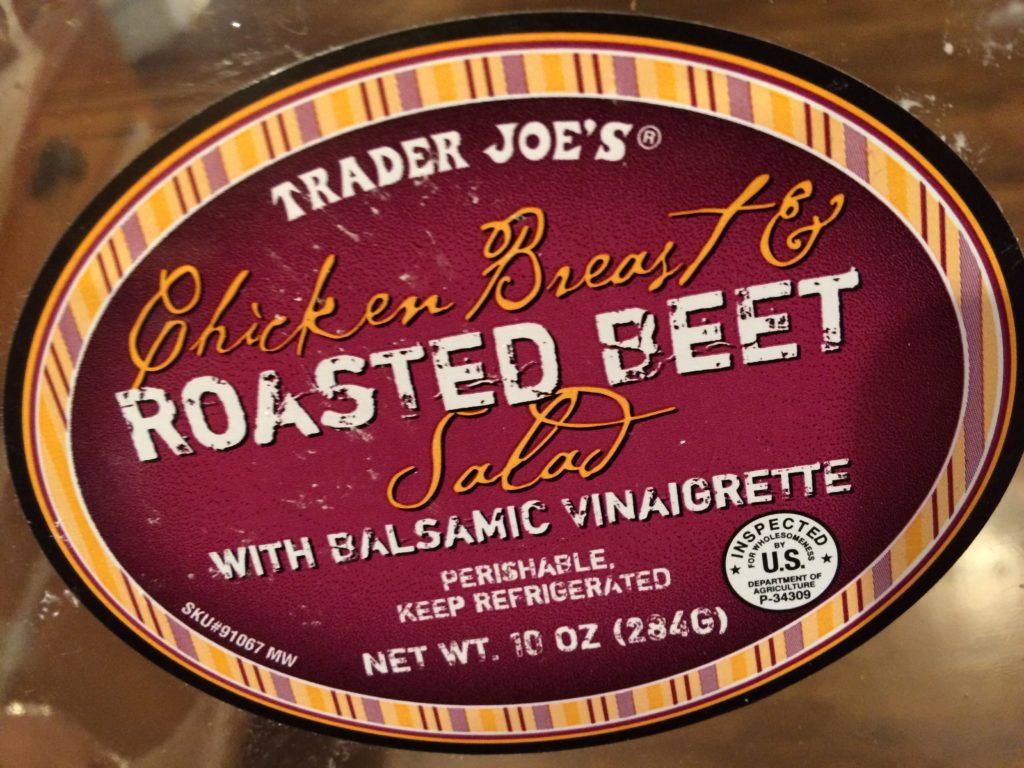 TRADER JOE'S®
Chicken Breast &
ROASTED BEET
Salad
WITH BALSAMIC VINAIGRETTE
PERISHABLE,
KEEP REFRIGERATED
NET WT. 10 OZ (284G)
SKU#91067 MW
INSPECTED
FOR WHOLESOMENESS
BY
U.S.
DEPARTMENT OF
AGRICULTURE
P-34309